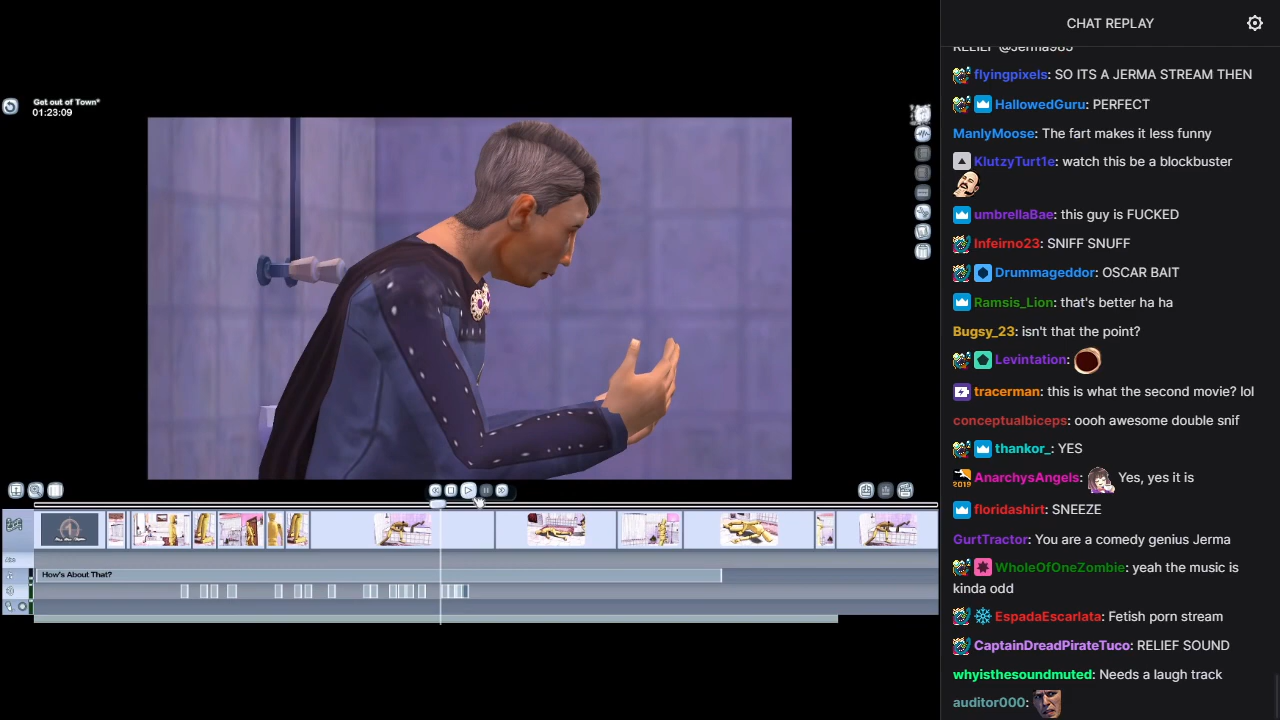 Get out of Town*
01:23:09
How's About That?
CHAT REPLAY
RELIEF @Jerma985
flyingpixels: SO ITS A JERMA STREAM THEN
HallowedGuru: PERFECT
ManlyMoose: The fart makes it less funny
KlutzyTurt1e: watch this be a blockbuster
umbrellaBae: this guy is FUCKED
Infeirno23: SNIFF SNUFF
Drummageddor: OSCAR BAIT
Ramsis_Lion: that's better ha ha
Bugsy_23: isn't that the point?
Levintation:
tracerman: this is what the second movie? lol
conceptualbiceps: oooh awesome double snif
thankor_: YES
2019 AnarchysAngels: Yes, yes it is
floridashirt: SNEEZE
GurtTractor: You are a comedy genius Jerma
WholeOfOneZombie: yeah the music is
kinda odd
EspadaEscarlata: Fetish porn stream
CaptainDreadPirateTuco: RELIEF SOUND
whyisthesoundmuted: Needs a laugh track
auditor000: